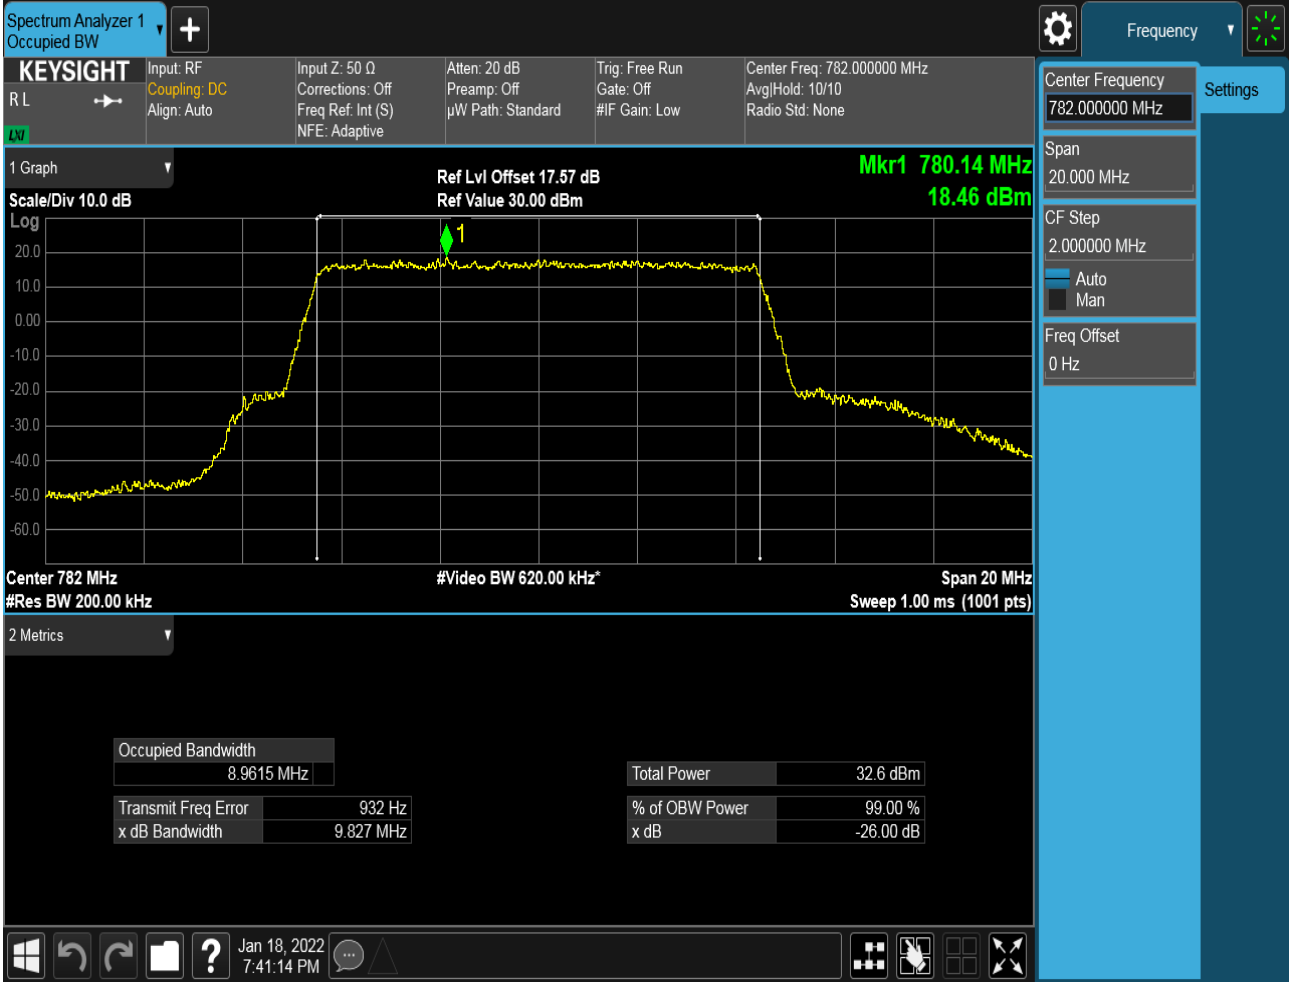 Spectrum Analyzer 1
Occupied BW
Frequency
KEYSIGHT
R L
LXI
Input: RF
Coupling: DC
Align: Auto
Input Z: 50 Ω
Corrections: Off
Freq Ref: Int (S)
NFE: Adaptive
Atten: 20 dB
Preamp: Off
µW Path: Standard
Trig: Free Run
Gate: Off
#IF Gain: Low
Center Freq: 782.000000 MHz
Avg|Hold: 10/10
Radio Std: None
Center Frequency
782.000000 MHz
Settings
Span
20.000 MHz
CF Step
2.000000 MHz
Auto
Man
Freq Offset
0 Hz
1 Graph
Scale/Div 10.0 dB
Ref Lvl Offset 17.57 dB
Ref Value 30.00 dBm
Mkr1 780.14 MHz
18.46 dBm
Log
1
20.0
10.0
0.00
-10.0
-20.0
-30.0
-40.0
-50.0
-60.0
Center 782 MHz
#Video BW 620.00 kHz*
Span 20 MHz
#Res BW 200.00 kHz
Sweep 1.00 ms (1001 pts)
2 Metrics
Occupied Bandwidth
8.9615 MHz
Total Power 32.6 dBm
Transmit Freq Error 932 Hz
% of OBW Power 99.00 %
x dB Bandwidth 9.827 MHz
x dB -26.00 dB
?
Jan 18, 2022
7:41:14 PM